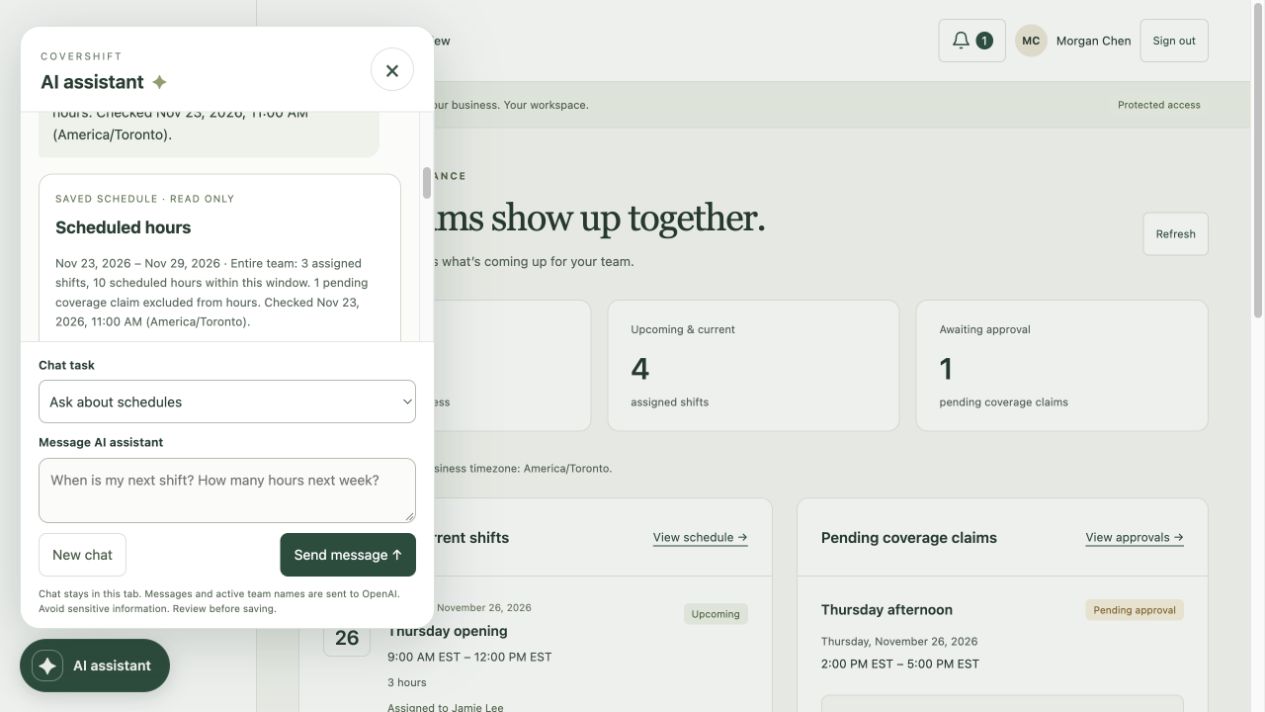 COVERSHIFT
AI assistant
hours. Checked Nov 23, 2026, 11:00 AM
(America/Toronto).
SAVED SCHEDULE · READ ONLY
Scheduled hours
Nov 23, 2026 – Nov 29, 2026 · Entire team: 3 assigned
shifts, 10 scheduled hours within this window. 1 pending
coverage claim excluded from hours. Checked Nov 23,
2026, 11:00 AM (America/Toronto).
Chat task
Ask about schedules
Message AI assistant
When is my next shift? How many hours next week?
New chat
Send message ↑
Chat stays in this tab. Messages and active team names are sent to OpenAI.
Avoid sensitive information. Review before saving.
AI assistant
1
MC
Morgan Chen
Sign out
our business. Your workspace.
Protected access
show up together.
what's coming up for your team.
Refresh
Upcoming & current
4
assigned shifts
Awaiting approval
1
pending coverage claims
business timezone: America/Toronto.
shifts
View schedule →
26
November 26, 2026
Upcoming
Thursday opening
9:00 AM EST – 12:00 PM EST
3 hours
Assigned to Jamie Lee
Pending coverage claims
View approvals →
Thursday afternoon
Pending approval
Thursday, November 26, 2026
2:00 PM EST – 5:00 PM EST